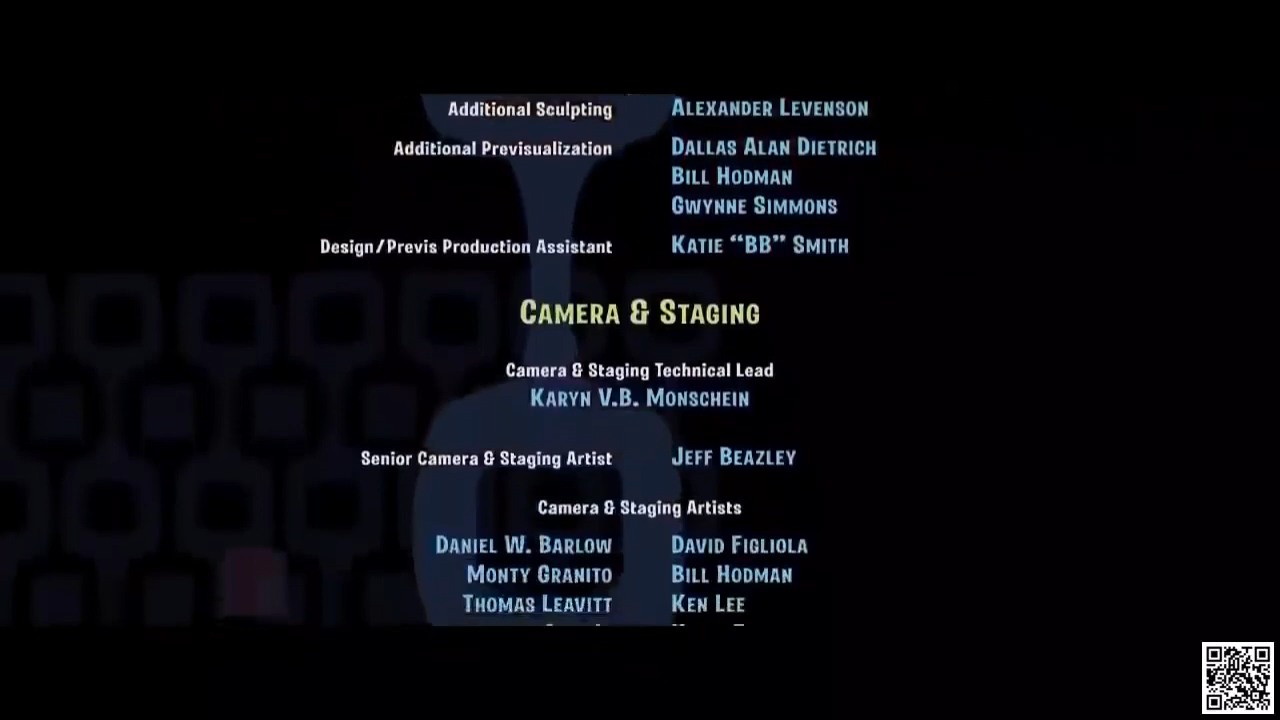 Additional Sculpting ALEXANDER LEVENSON
Additional Previsualization DALLAS ALAN DIETRICH
BILL HODMAN
GWYNNE SIMMONS
Design/Previs Production Assistant KATIE “BB” SMITH
CAMERA & STAGING
Camera & Staging Technical Lead
KARYN V.B. MONSCHEIN
Senior Camera & Staging Artist JEFF BEAZLEY
Camera & Staging Artists
DANIEL W. BARLOW DAVID FIGLIOLA
MONTY GRANITO BILL HODMAN
THOMAS LEAVITT KEN LEE